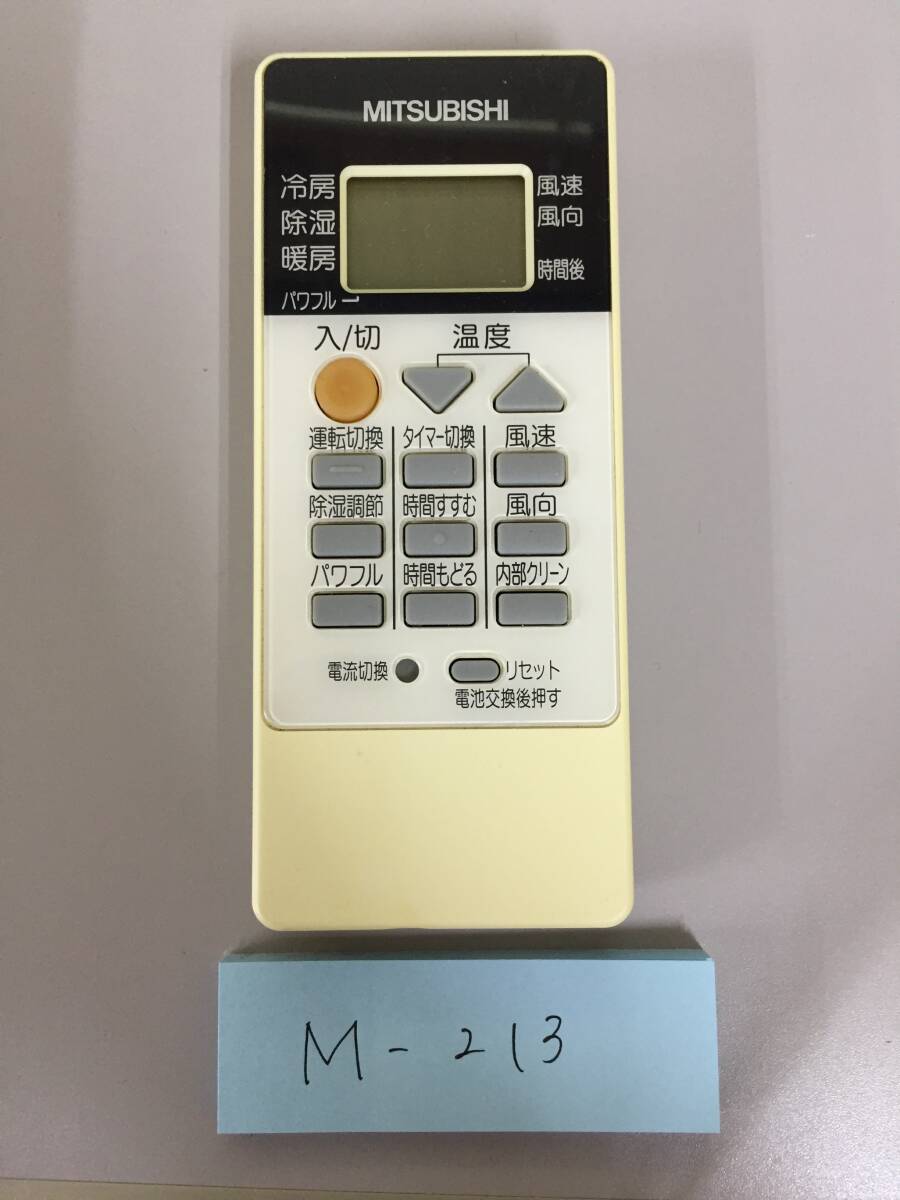 MITSUBISHI
冷房 風速
除湿 風向
暖房 時間後
パワフル
入/切 温度
運転切換 タイマー切換 風速
除湿調節 時間すすむ 風向
パワフル 時間もどる 内部クリーン
電流切換 リセット
電池交換後押す
M-213